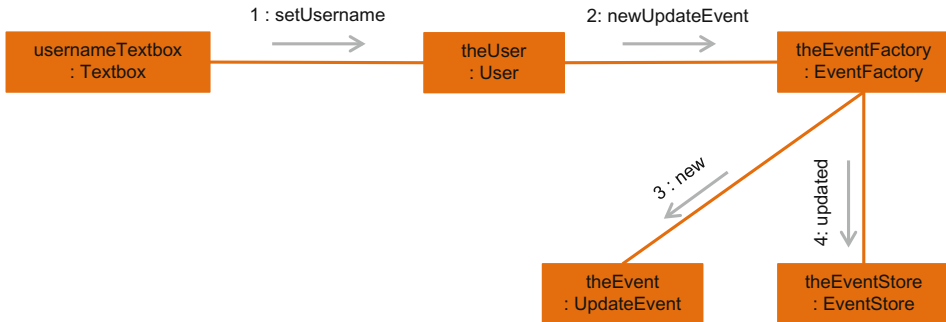 1 : setUsername
2: newUpdateEvent
usernameTextbox
: Textbox
theUser
: User
theEventFactory
: EventFactory
3 : new
4: updated
theEvent
: UpdateEvent
theEventStore
: EventStore